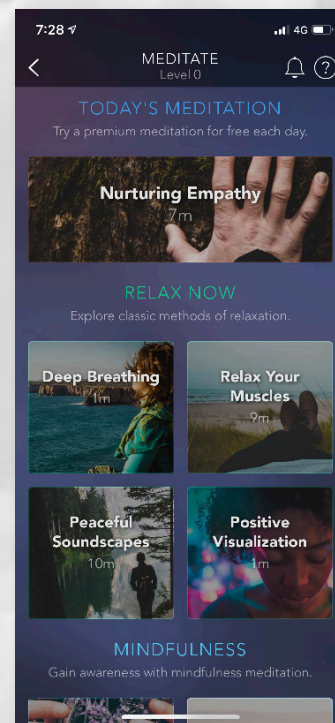 7:28
4G
MEDITATE
Level 0
?
TODAY'S MEDITATION
Try a premium meditation for free each day.
Nurturing Empathy
7m
RELAX NOW
Explore classic methods of relaxation.
Deep Breathing
1m
Relax Your
Muscles
9m
Peaceful
Soundscapes
10m
Positive
Visualization
1m
MINDFULNESS
Gain awareness with mindfulness meditation.